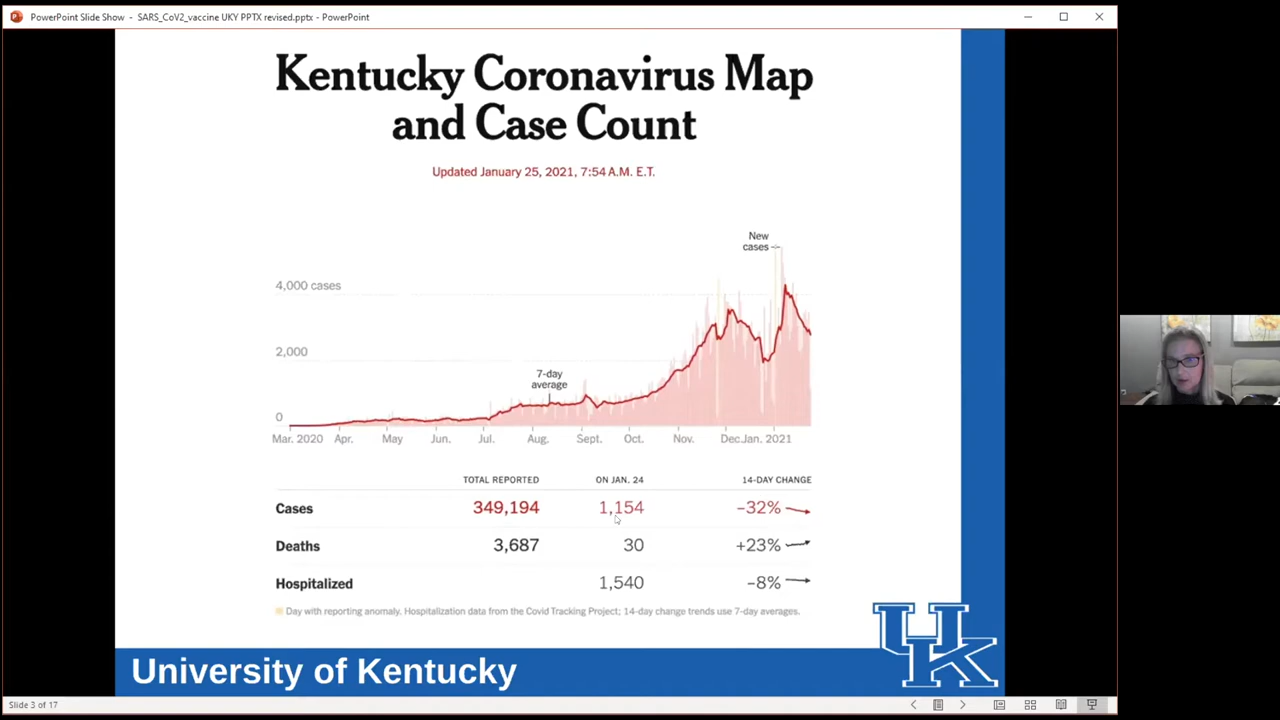 PowerPoint Slide Show - SARS_CoV2_vaccine UKY PPTX revised.pptx - PowerPoint
Kentucky Coronavirus Map
and Case Count
Updated January 25, 2021, 7:54 A.M. E.T.
New
cases
4,000 cases
2,000
7-day
average
0
Mar. 2020 Apr. May Jun. Jul. Aug. Sept. Oct. Nov. Dec. Jan. 2021
TOTAL REPORTED ON JAN. 24 14-DAY CHANGE
Cases 349,194 1,154 –32%
Deaths 3,687 30 +23%
Hospitalized 1,540 –8%
Day with reporting anomaly. Hospitalization data from the Covid Tracking Project; 14-day change trends use 7-day averages.
UK
University of Kentucky
Slide 3 of 17